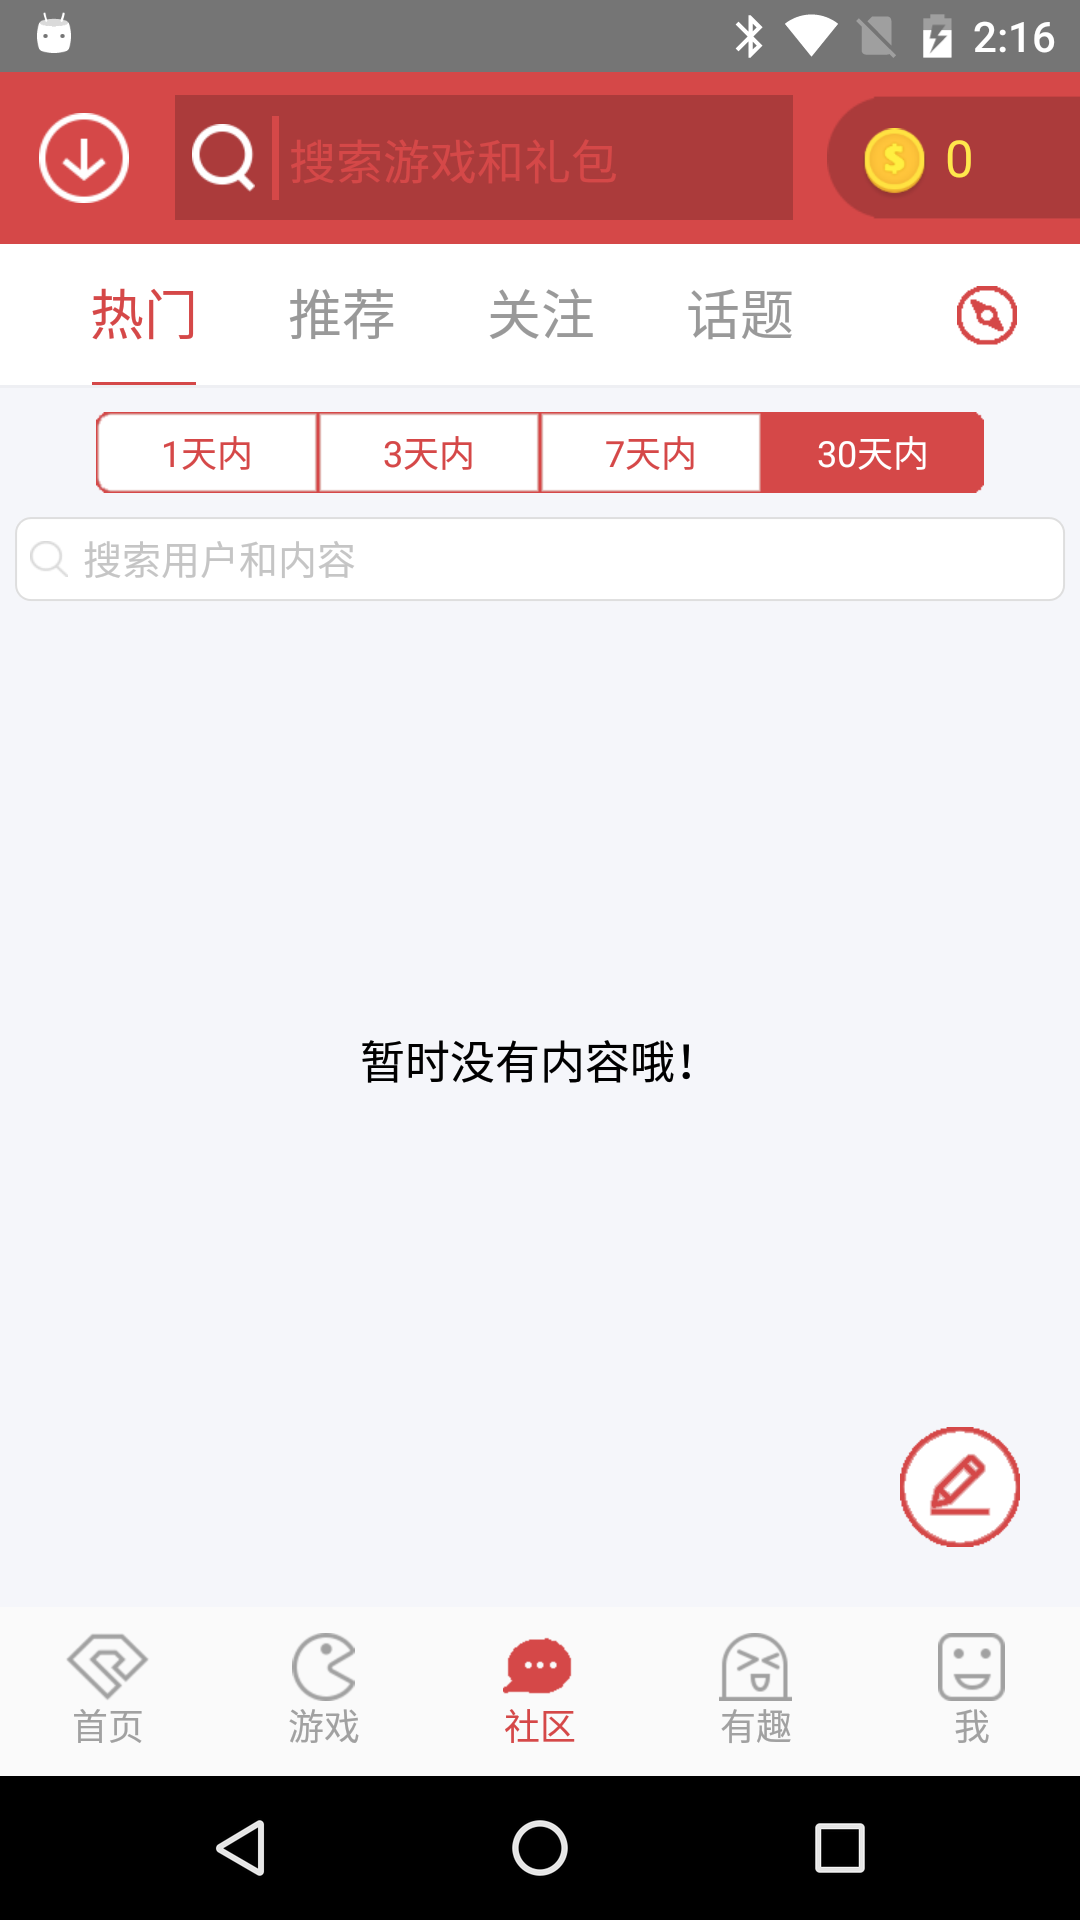 2:16
搜索游戏和礼包 0
热门 推荐 关注 话题
1天内 3天内 7天内 30天内
搜索用户和内容
暂时没有内容哦！
首页 游戏 社区 有趣 我